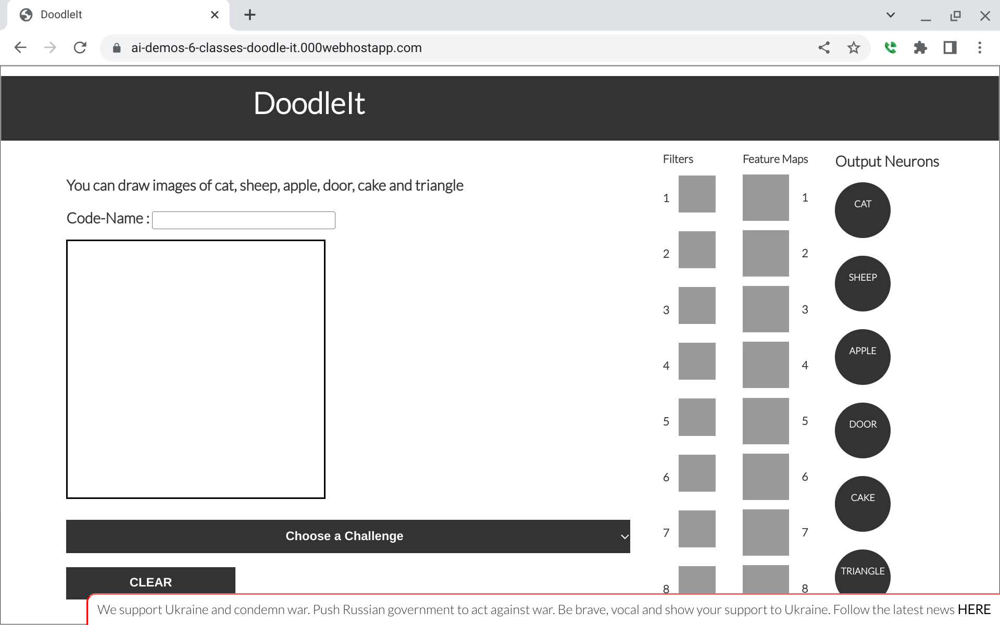 DoodleIt
ai-demos-6-classes-doodle-it.000webhostapp.com
DoodleIt
You can draw images of cat, sheep, apple, door, cake and triangle
Code-Name :
Choose a Challenge
CLEAR
Filters
1
2
3
4
5
6
7
8
Feature Maps
1
2
3
4
5
6
7
8
Output Neurons
CAT
SHEEP
APPLE
DOOR
CAKE
TRIANGLE
We support Ukraine and condemn war. Push Russian government to act against war. Be brave, vocal and show your support to Ukraine. Follow the latest news HERE